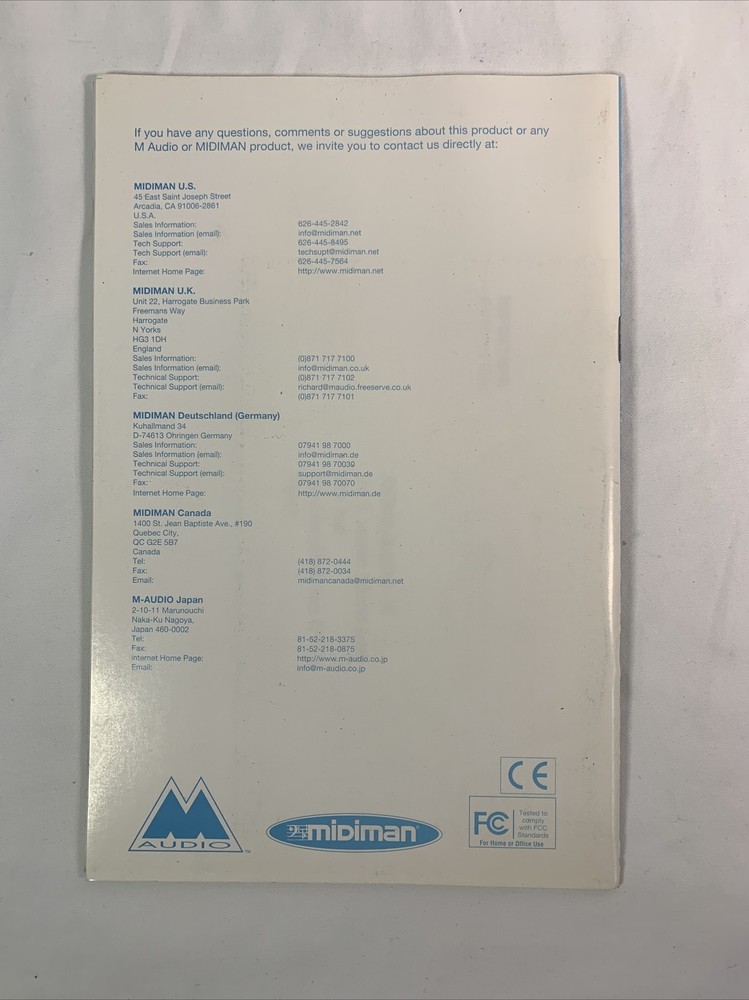 If you have any questions, comments or suggestions about this product or any
M Audio or MIDIMAN product, we invite you to contact us directly at:
MIDIMAN U.S.
45 East Saint Joseph Street
Arcadia, CA 91006-2861
U.S.A.
Sales Information: 626-445-2842
Sales Information (email): info@midiman.net
Tech Support: 626-445-8495
Tech Support (email): techsupt@midiman.net
Fax: 626-445-7564
Internet Home Page: http://www.midiman.net
MIDIMAN U.K.
Unit 22, Harrogate Business Park
Freemans Way
Harrogate
N Yorks
HG3 1DH
England
Sales Information: (0)871 717 7100
Sales Information (email): info@midiman.co.uk
Technical Support: (0)871 717 7102
Technical Support (email): richard@maudio.freeserve.co.uk
Fax: (0)871 717 7101
MIDIMAN Deutschland (Germany)
Kuhallmand 34
D-74613 Ohringen Germany
Sales Information: 07941 98 7000
Sales Information (email): info@midiman.de
Technical Support: 07941 98 70030
Technical Support (email): support@midiman.de
Fax: 07941 98 70070
Internet Home Page: http://www.midiman.de
MIDIMAN Canada
1400 St. Jean Baptiste Ave., #190
Quebec City,
QC G2E 5B7
Canada
Tel: (418) 872-0444
Fax: (418) 872-0034
Email: midimancanada@midiman.net
M-AUDIO Japan
2-10-11 Marunouchi
Naka-Ku Nagoya,
Japan 460-0002
Tel: 81-52-218-3375
Fax: 81-52-218-0875
internet Home Page: http://www.m-audio.co.jp
Email: info@m-audio.co.jp
CE
M AUDIO ™
midiman®
FC Tested to
comply
with FCC
Standards
For Home or Office Use